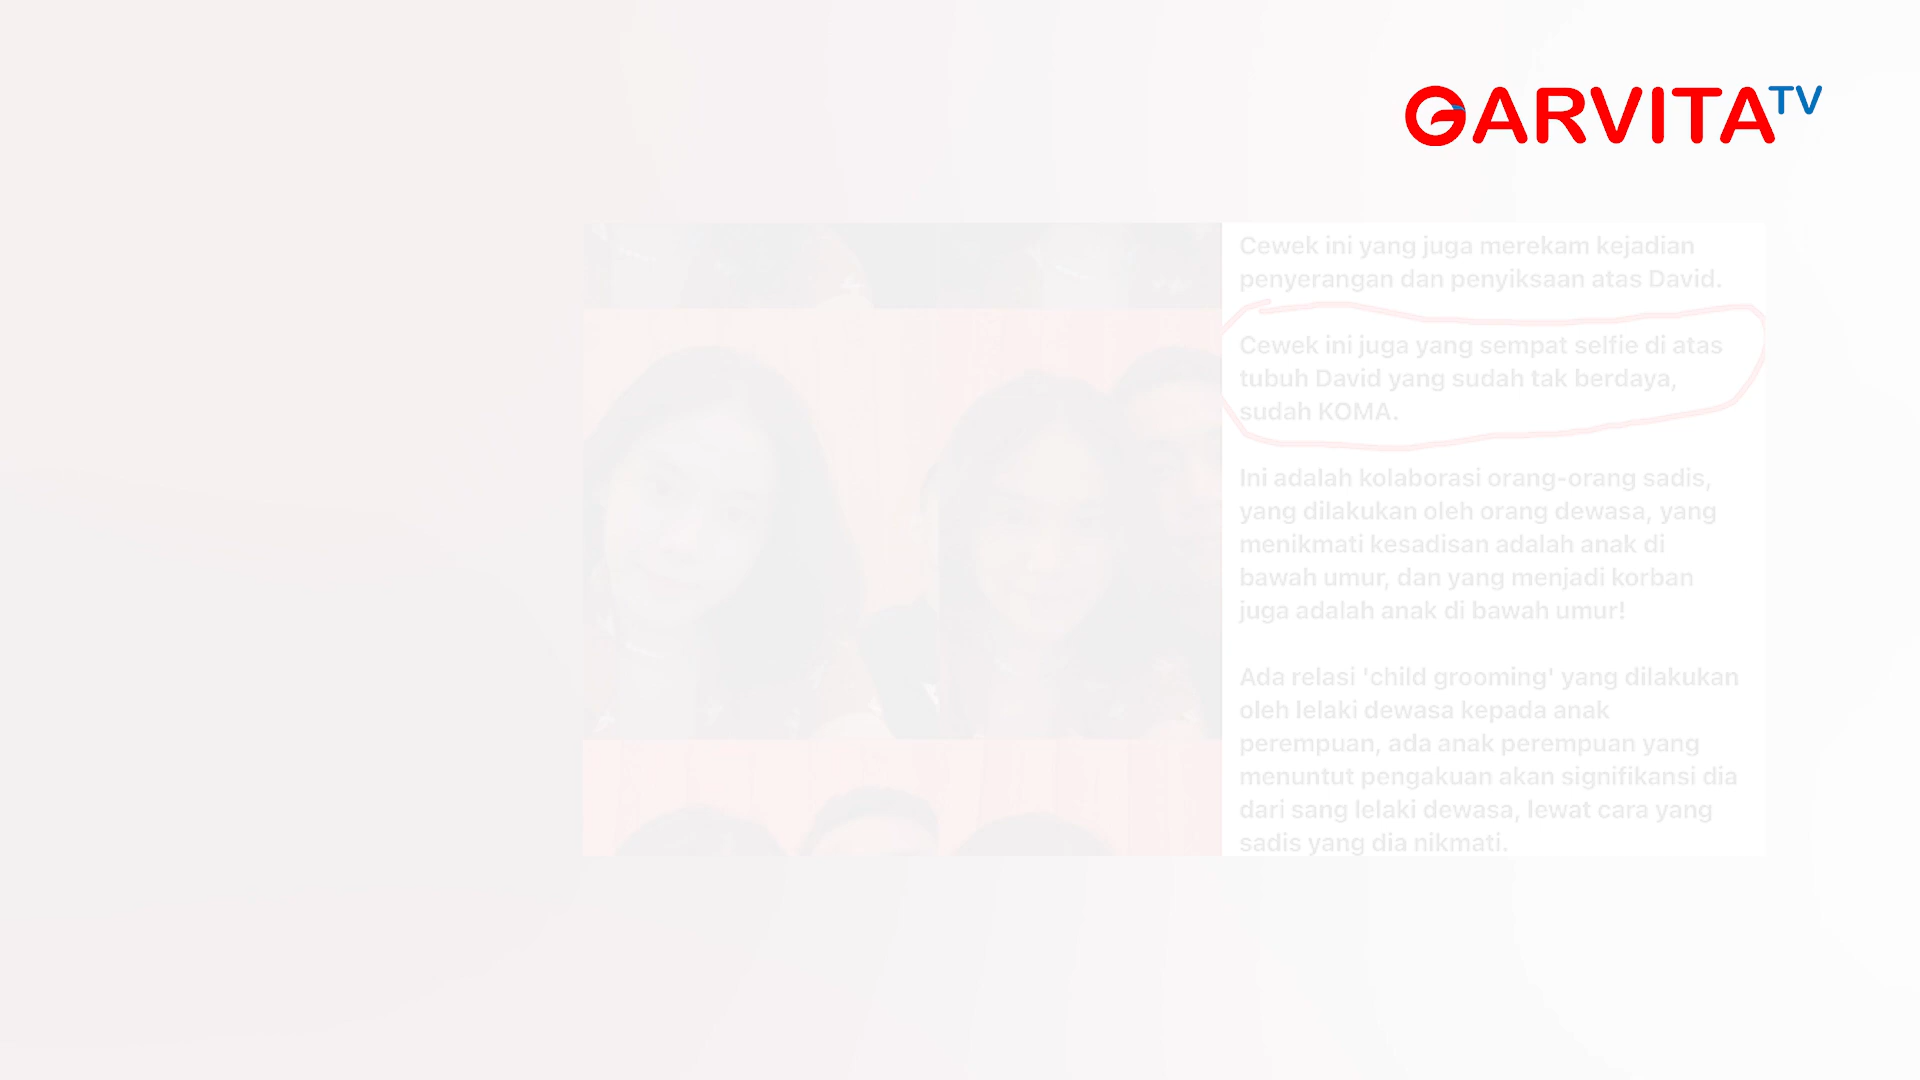 GARVITA TV
Cewek ini yang juga merekam kejadian
penyerangan dan penyiksaan atas David.
Cewek ini juga yang sempat selfie di atas
tubuh David yang sudah tak berdaya,
sudah KOMA.
Ini adalah kolaborasi orang-orang sadis,
yang dilakukan oleh orang dewasa, yang
menikmati kesadisan adalah anak di
bawah umur, dan yang menjadi korban
juga adalah anak di bawah umur!
Ada relasi 'child grooming' yang dilakukan
oleh lelaki dewasa kepada anak
perempuan, ada anak perempuan yang
menuntut pengakuan akan signifikansi dia
dari sang lelaki dewasa, lewat cara yang
sadis yang dia nikmati.